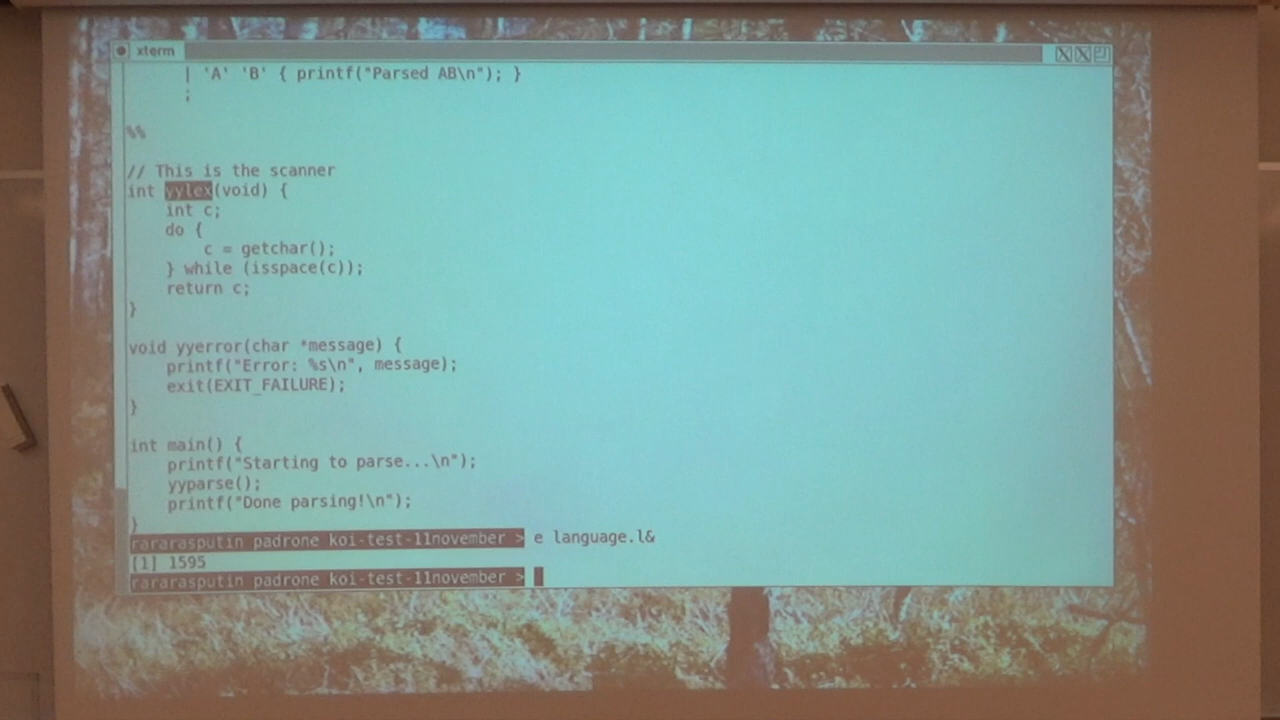 xterm
| 'A' 'B' { printf("Parsed AB\n"); }
;
%%
// This is the scanner
int yylex(void) {
int c;
do {
c = getchar();
} while (isspace(c));
return c;
}
void yyerror(char *message) {
printf("Error: %s\n", message);
exit(EXIT_FAILURE);
}
int main() {
printf("Starting to parse...\n");
yyparse();
printf("Done parsing!\n");
}
rararasputin padrone koi-test-11november > e language.l&
[1] 1595
rararasputin padrone koi-test-11november >